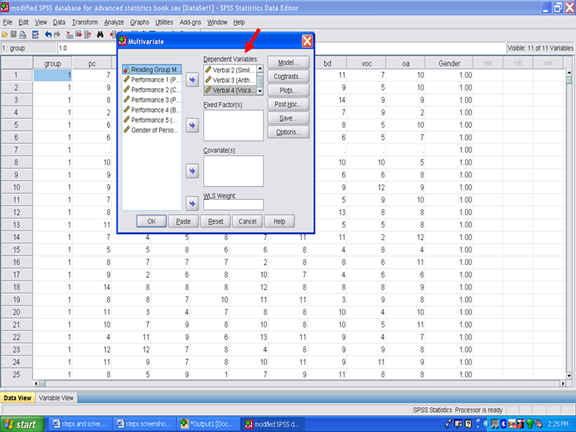 modified SPSS database for advanced statistics book.sav [DataSet1] - SPSS Statistics Data Editor
File Edit View Data Transform Analyze Graphs Utilities Add-ons Window Help
1 : group 1.0 Visible: 11 of 11 Variables
Multivariate
Dependent Variables:
Reading Group M...
Performance 1 (P...
Performance 2 (C...
Performance 3 (P...
Performance 4 (B...
Performance 5 (...
Gender of Perso...
Verbal 2 (Simil...
Verbal 3 (Arith...
Verbal 4 (Voca...
Fixed Factor(s):
Covariate(s):
WLS Weight:
Model...
Contrasts...
Plots...
Post Hoc...
Save...
Options...
OK Paste Reset Cancel Help
group pc bd voc oa Gender var var var
1 1 7 11 7 10 1.00
2 1 9 9 5 10 1.00
3 1 8 14 9 9 1.00
4 1 2 7 9 2 1.00
5 1 6 8 5 10 1.00
6 1 6 6 5 7 1.00
7 1 . . . . 1.00
8 1 10 10 10 5 1.00
9 1 9 6 6 8 1.00
10 1 9 9 12 9 1.00
11 1 7 5 9 10 1.00
12 1 8 13 8 8 1.00
13 1 11 5 5 8 1.00
14 1 7 4 5 8 7 11 11 2 12 1.00
15 1 5 5 8 6 6 8 4 8 4 1.00
16 1 8 7 7 7 2 8 8 6 11 1.00
17 1 9 2 6 8 10 7 4 6 6 1.00
18 1 14 8 8 8 12 8 9 8 8 1.00
19 1 8 5 7 10 11 11 3 9 8 1.00
20 1 11 3 4 7 8 8 10 4 10 1.00
21 1 10 7 9 10 8 10 10 5 11 1.00
22 1 4 11 9 6 13 11 9 4 7 1.00
23 1 12 12 7 8 4 8 9 9 8 1.00
24 1 11 9 7 8 10 11 9 11 9 1.00
25 1 8 5 9 1 7 9 11 8 8 1.00
Data View Variable View
SPSS Statistics Processor is ready
start steps and scree... steps screensho... *Output1 [Doc... modified SPSS d... 2:25 PM